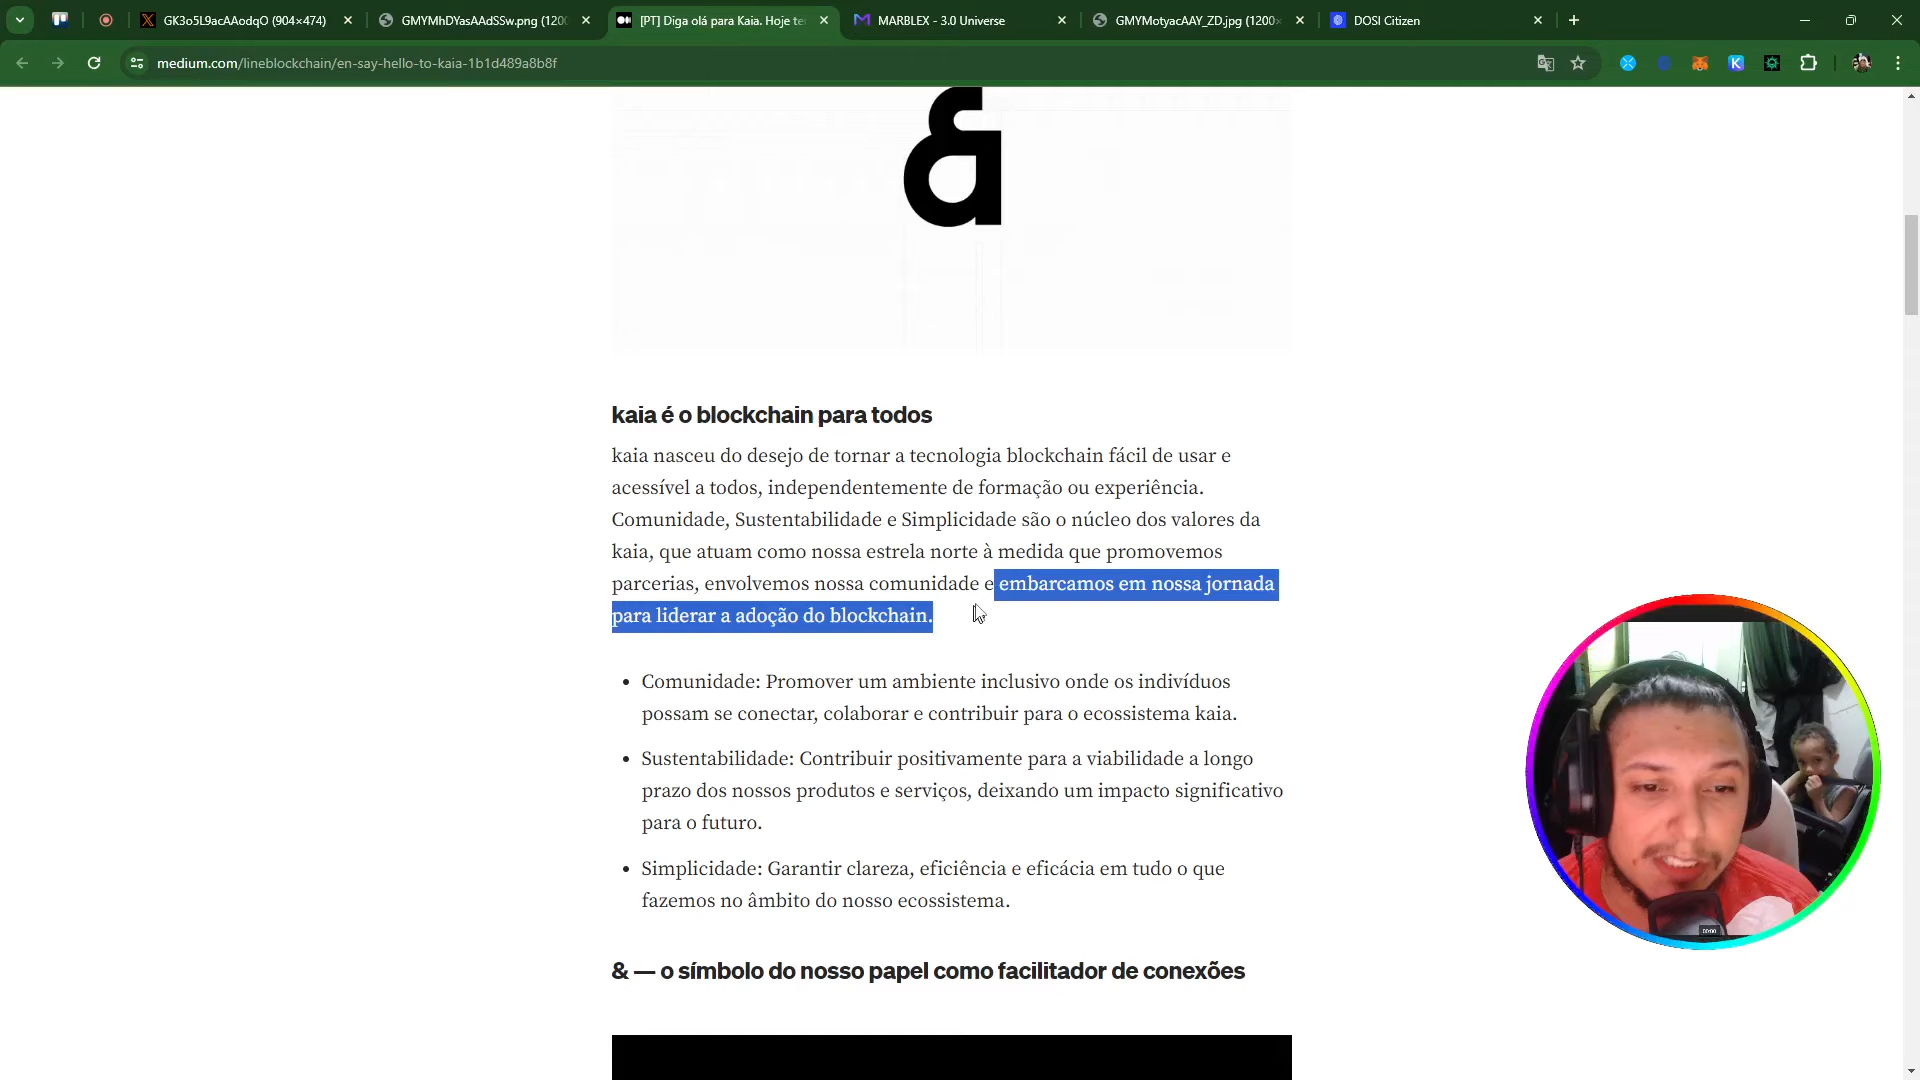 GK3o5L9acAAodqO (904×474)
GMYMhDYasAAdSSw.png (120
[PT] Diga olá para Kaia. Hoje te
MARBLEX - 3.0 Universe
GMYMotyacAAY_ZD.jpg (1200×
DOSI Citizen
medium.com/lineblockchain/en-say-hello-to-kaia-1b1d489a8b8f
&
kaia é o blockchain para todos
kaia nasceu do desejo de tornar a tecnologia blockchain fácil de usar e
acessível a todos, independentemente de formação ou experiência.
Comunidade, Sustentabilidade e Simplicidade são o núcleo dos valores da
kaia, que atuam como nossa estrela norte à medida que promovemos
parcerias, envolvemos nossa comunidade e embarcamos em nossa jornada
para liderar a adoção do blockchain.
• Comunidade: Promover um ambiente inclusivo onde os indivíduos
possam se conectar, colaborar e contribuir para o ecossistema kaia.
• Sustentabilidade: Contribuir positivamente para a viabilidade a longo
prazo dos nossos produtos e serviços, deixando um impacto significativo
para o futuro.
• Simplicidade: Garantir clareza, eficiência e eficácia em tudo o que
fazemos no âmbito do nosso ecossistema.
& — o símbolo do nosso papel como facilitador de conexões
00:00